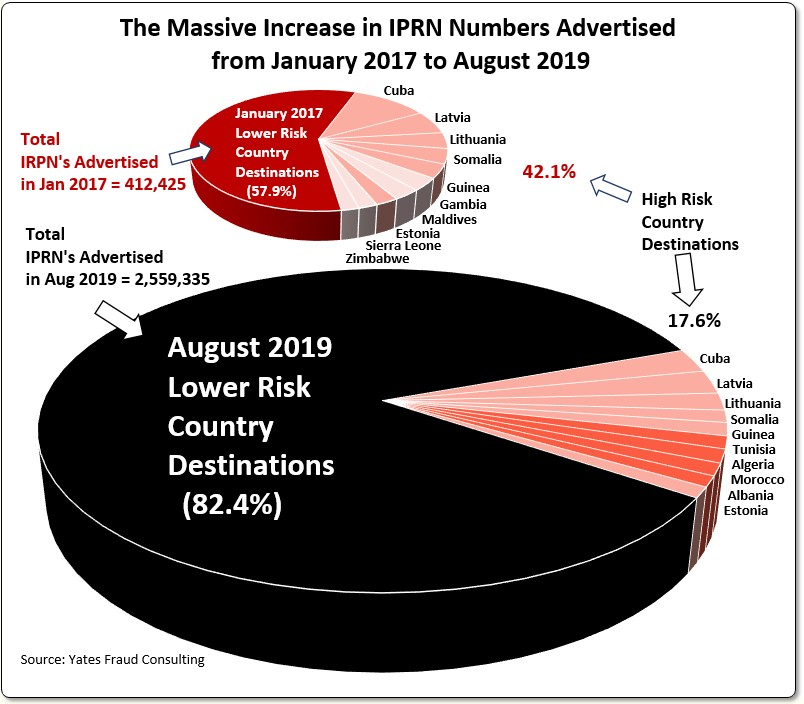 The Massive Increase in IPRN Numbers Advertised
from January 2017 to August 2019
Total
IRPN's Advertised
in Jan 2017 = 412,425
January 2017
Lower Risk
Country
Destinations
(57.9%)
Cuba
Latvia
Lithuania
Somalia
Guinea
Gambia
Maldives
Estonia
Sierra Leone
Zimbabwe
42.1%
High Risk
Country
Destinations
17.6%
Total
IPRN's Advertised
in Aug 2019 = 2,559,335
August 2019
Lower Risk
Country
Destinations
(82.4%)
Cuba
Latvia
Lithuania
Somalia
Guinea
Tunisia
Algeria
Morocco
Albania
Estonia
Source: Yates Fraud Consulting